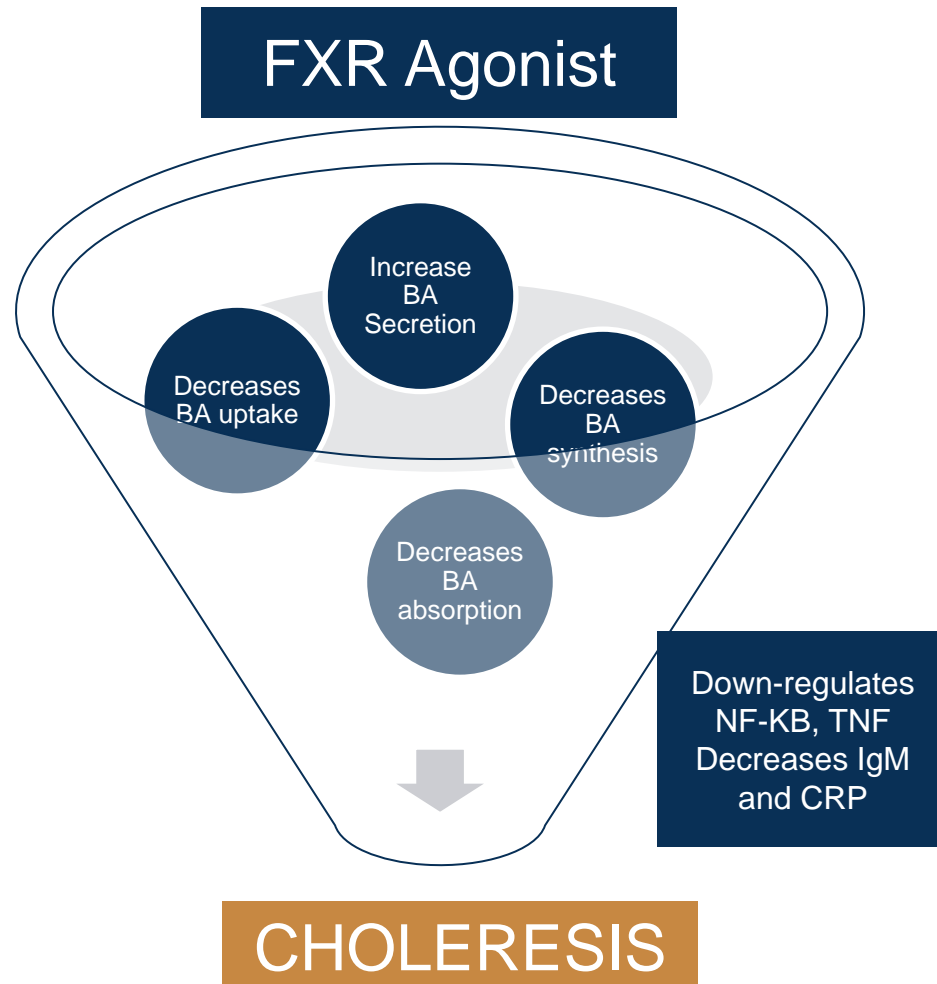 FXR Agonist
Increase
BA
Secretion
Decreases
BA uptake
Decreases
BA
synthesis
Decreases
BA
absorption
Down-regulates
NF-KB, TNF
Decreases IgM
and CRP
CHOLERESIS